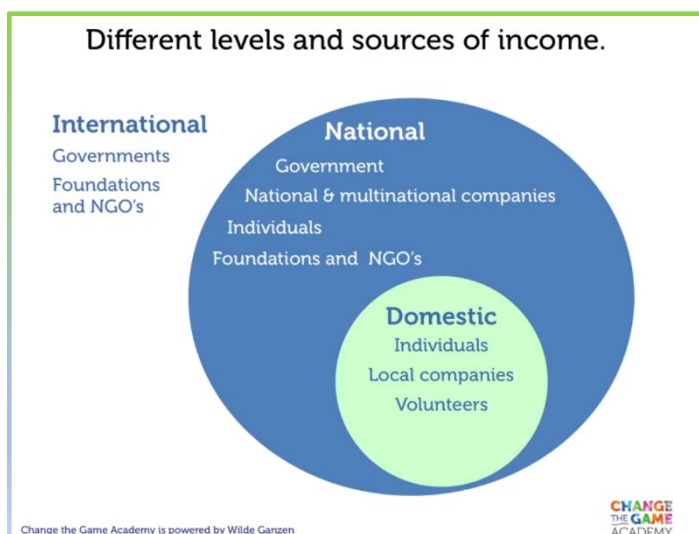 Different levels and sources of income.
International
Governments
Foundations
and NGO's
National
Government
National & multinational companies
Individuals
Foundations and NGO's
Domestic
Individuals
Local companies
Volunteers
Change the Game Academy is powered by Wilde Ganzen
CHANGE
THE GAME
ACADEMY